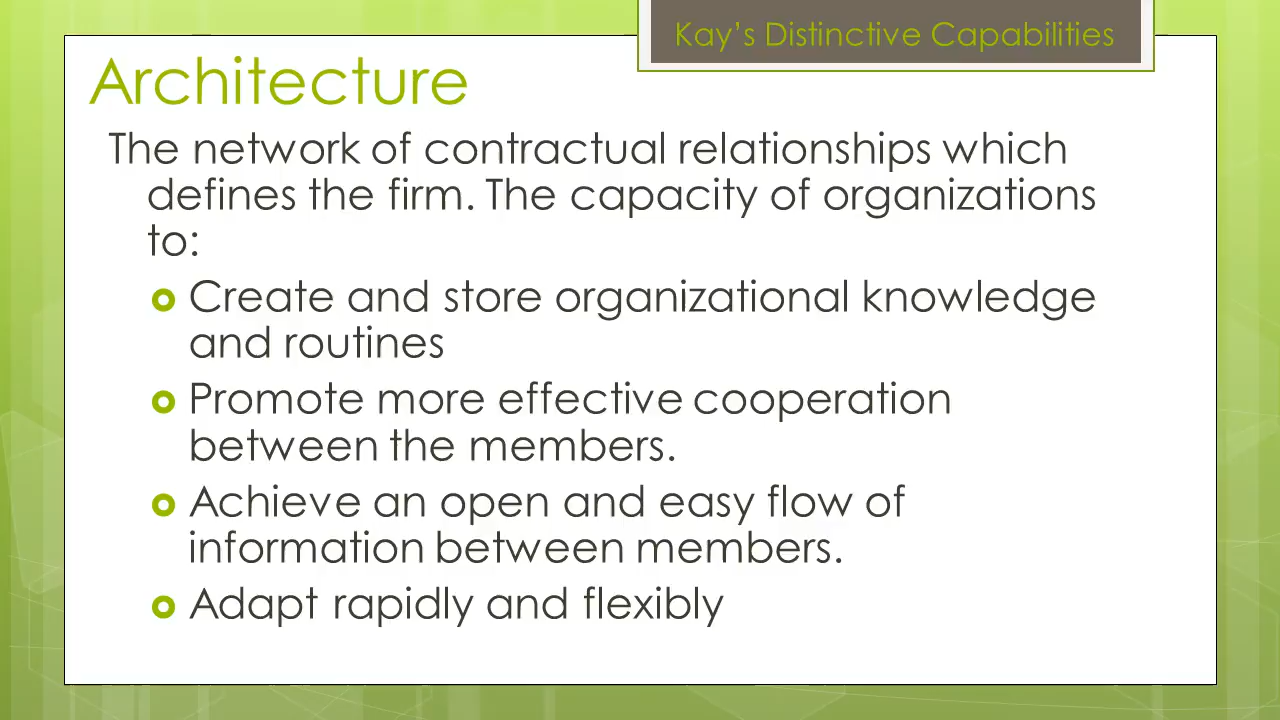 Kay's Distinctive Capabilities
Architecture
The network of contractual relationships which
defines the firm. The capacity of organizations
to:
Create and store organizational knowledge
and routines
Promote more effective cooperation
between the members.
Achieve an open and easy flow of
information between members.
Adapt rapidly and flexibly